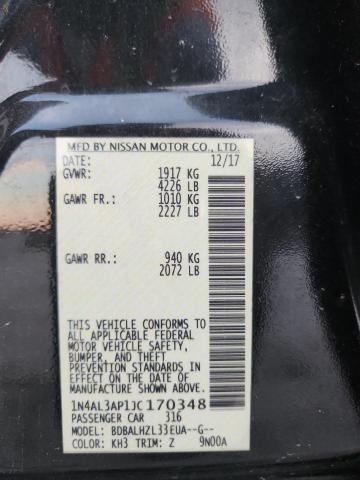 MFD BY NISSAN MOTOR CO., LTD.
DATE: 12/17
GVWR: 1917 KG
4226 LB
GAWR FR.: 1010 KG
2227 LB
GAWR RR.: 940 KG
2072 LB
THIS VEHICLE CONFORMS TO
ALL APPLICABLE FEDERAL
MOTOR VEHICLE SAFETY,
BUMPER, AND THEFT
PREVENTION STANDARDS IN
EFFECT ON THE DATE OF
MANUFACTURE SHOWN ABOVE.
1N4AL3AP1JC170348
PASSENGER CAR 316
MODEL: BDBALHZL33EUA--G--
COLOR: KH3 TRIM: Z 9N00A